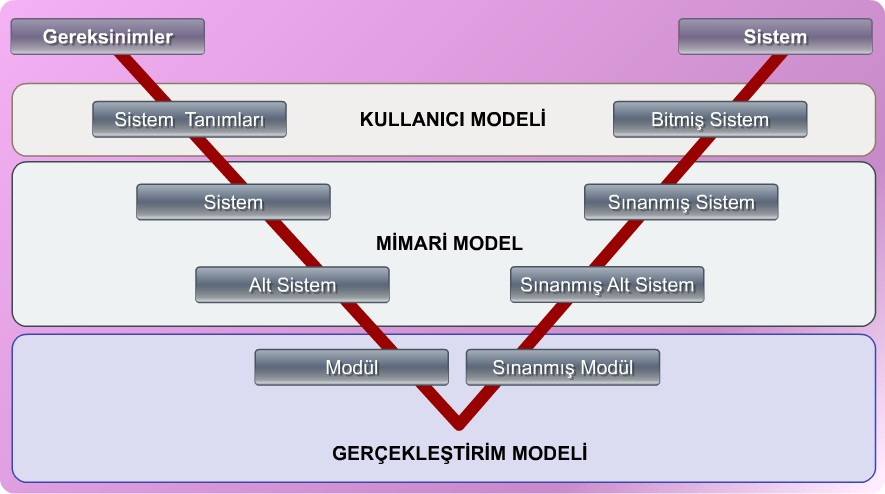 Gereksinimler
Sistem
Sistem Tanımları
KULLANICI MODELİ
Bitmiş Sistem
Sistem
Sınanmış Sistem
MİMARİ MODEL
Alt Sistem
Sınanmış Alt Sistem
Modül
Sınanmış Modül
GERÇEKLEŞTİRİM MODELİ